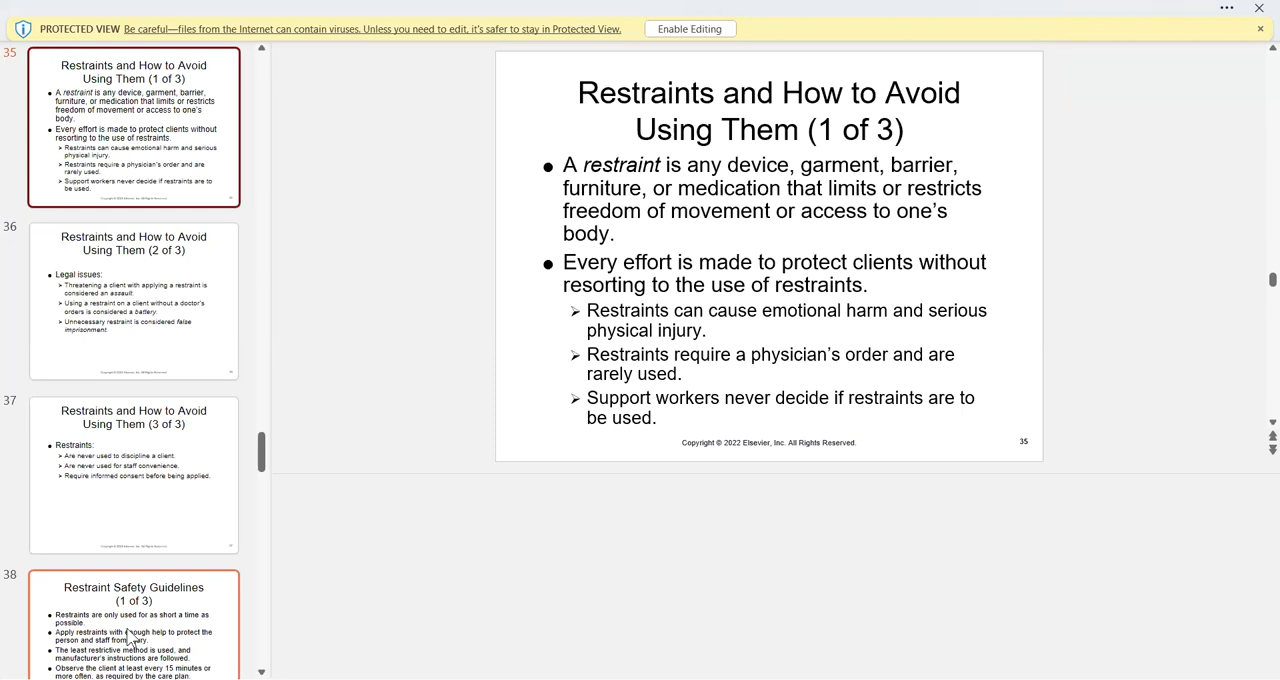 PROTECTED VIEW Be careful—files from the Internet can contain viruses. Unless you need to edit, it's safer to stay in Protected View. Enable Editing
35
Restraints and How to Avoid
Using Them (1 of 3)
• A restraint is any device, garment, barrier,
furniture, or medication that limits or restricts
freedom of movement or access to one's
body.
• Every effort is made to protect clients without
resorting to the use of restraints.
➢ Restraints can cause emotional harm and serious
physical injury.
➢ Restraints require a physician's order and are
rarely used.
➢ Support workers never decide if restraints are to
be used.
Copyright © 2022 Elsevier, Inc. All Rights Reserved.
36
Restraints and How to Avoid
Using Them (2 of 3)
• Legal issues:
➢ Threatening a client with applying a restraint is
considered an assault.
➢ Using a restraint on a client without a doctor's
orders is considered a battery.
➢ Unnecessary restraint is considered false
imprisonment.
Copyright © 2022 Elsevier, Inc. All Rights Reserved.
37
Restraints and How to Avoid
Using Them (3 of 3)
• Restraints:
➢ Are never used to discipline a client.
➢ Are never used for staff convenience.
➢ Require informed consent before being applied.
Copyright © 2022 Elsevier, Inc. All Rights Reserved.
38
Restraint Safety Guidelines
(1 of 3)
• Restraints are only used for as short a time as
possible.
• Apply restraints with enough help to protect the
person and staff from
• The least restrictive method is used, and
manufacturer's instructions are followed.
• Observe the client at least every 15 minutes or
more often, as required by the care plan.
Restraints and How to Avoid
Using Them (1 of 3)
• A restraint is any device, garment, barrier,
furniture, or medication that limits or restricts
freedom of movement or access to one's
body.
• Every effort is made to protect clients without
resorting to the use of restraints.
➢ Restraints can cause emotional harm and serious
physical injury.
➢ Restraints require a physician's order and are
rarely used.
➢ Support workers never decide if restraints are to
be used.
Copyright © 2022 Elsevier, Inc. All Rights Reserved.
35